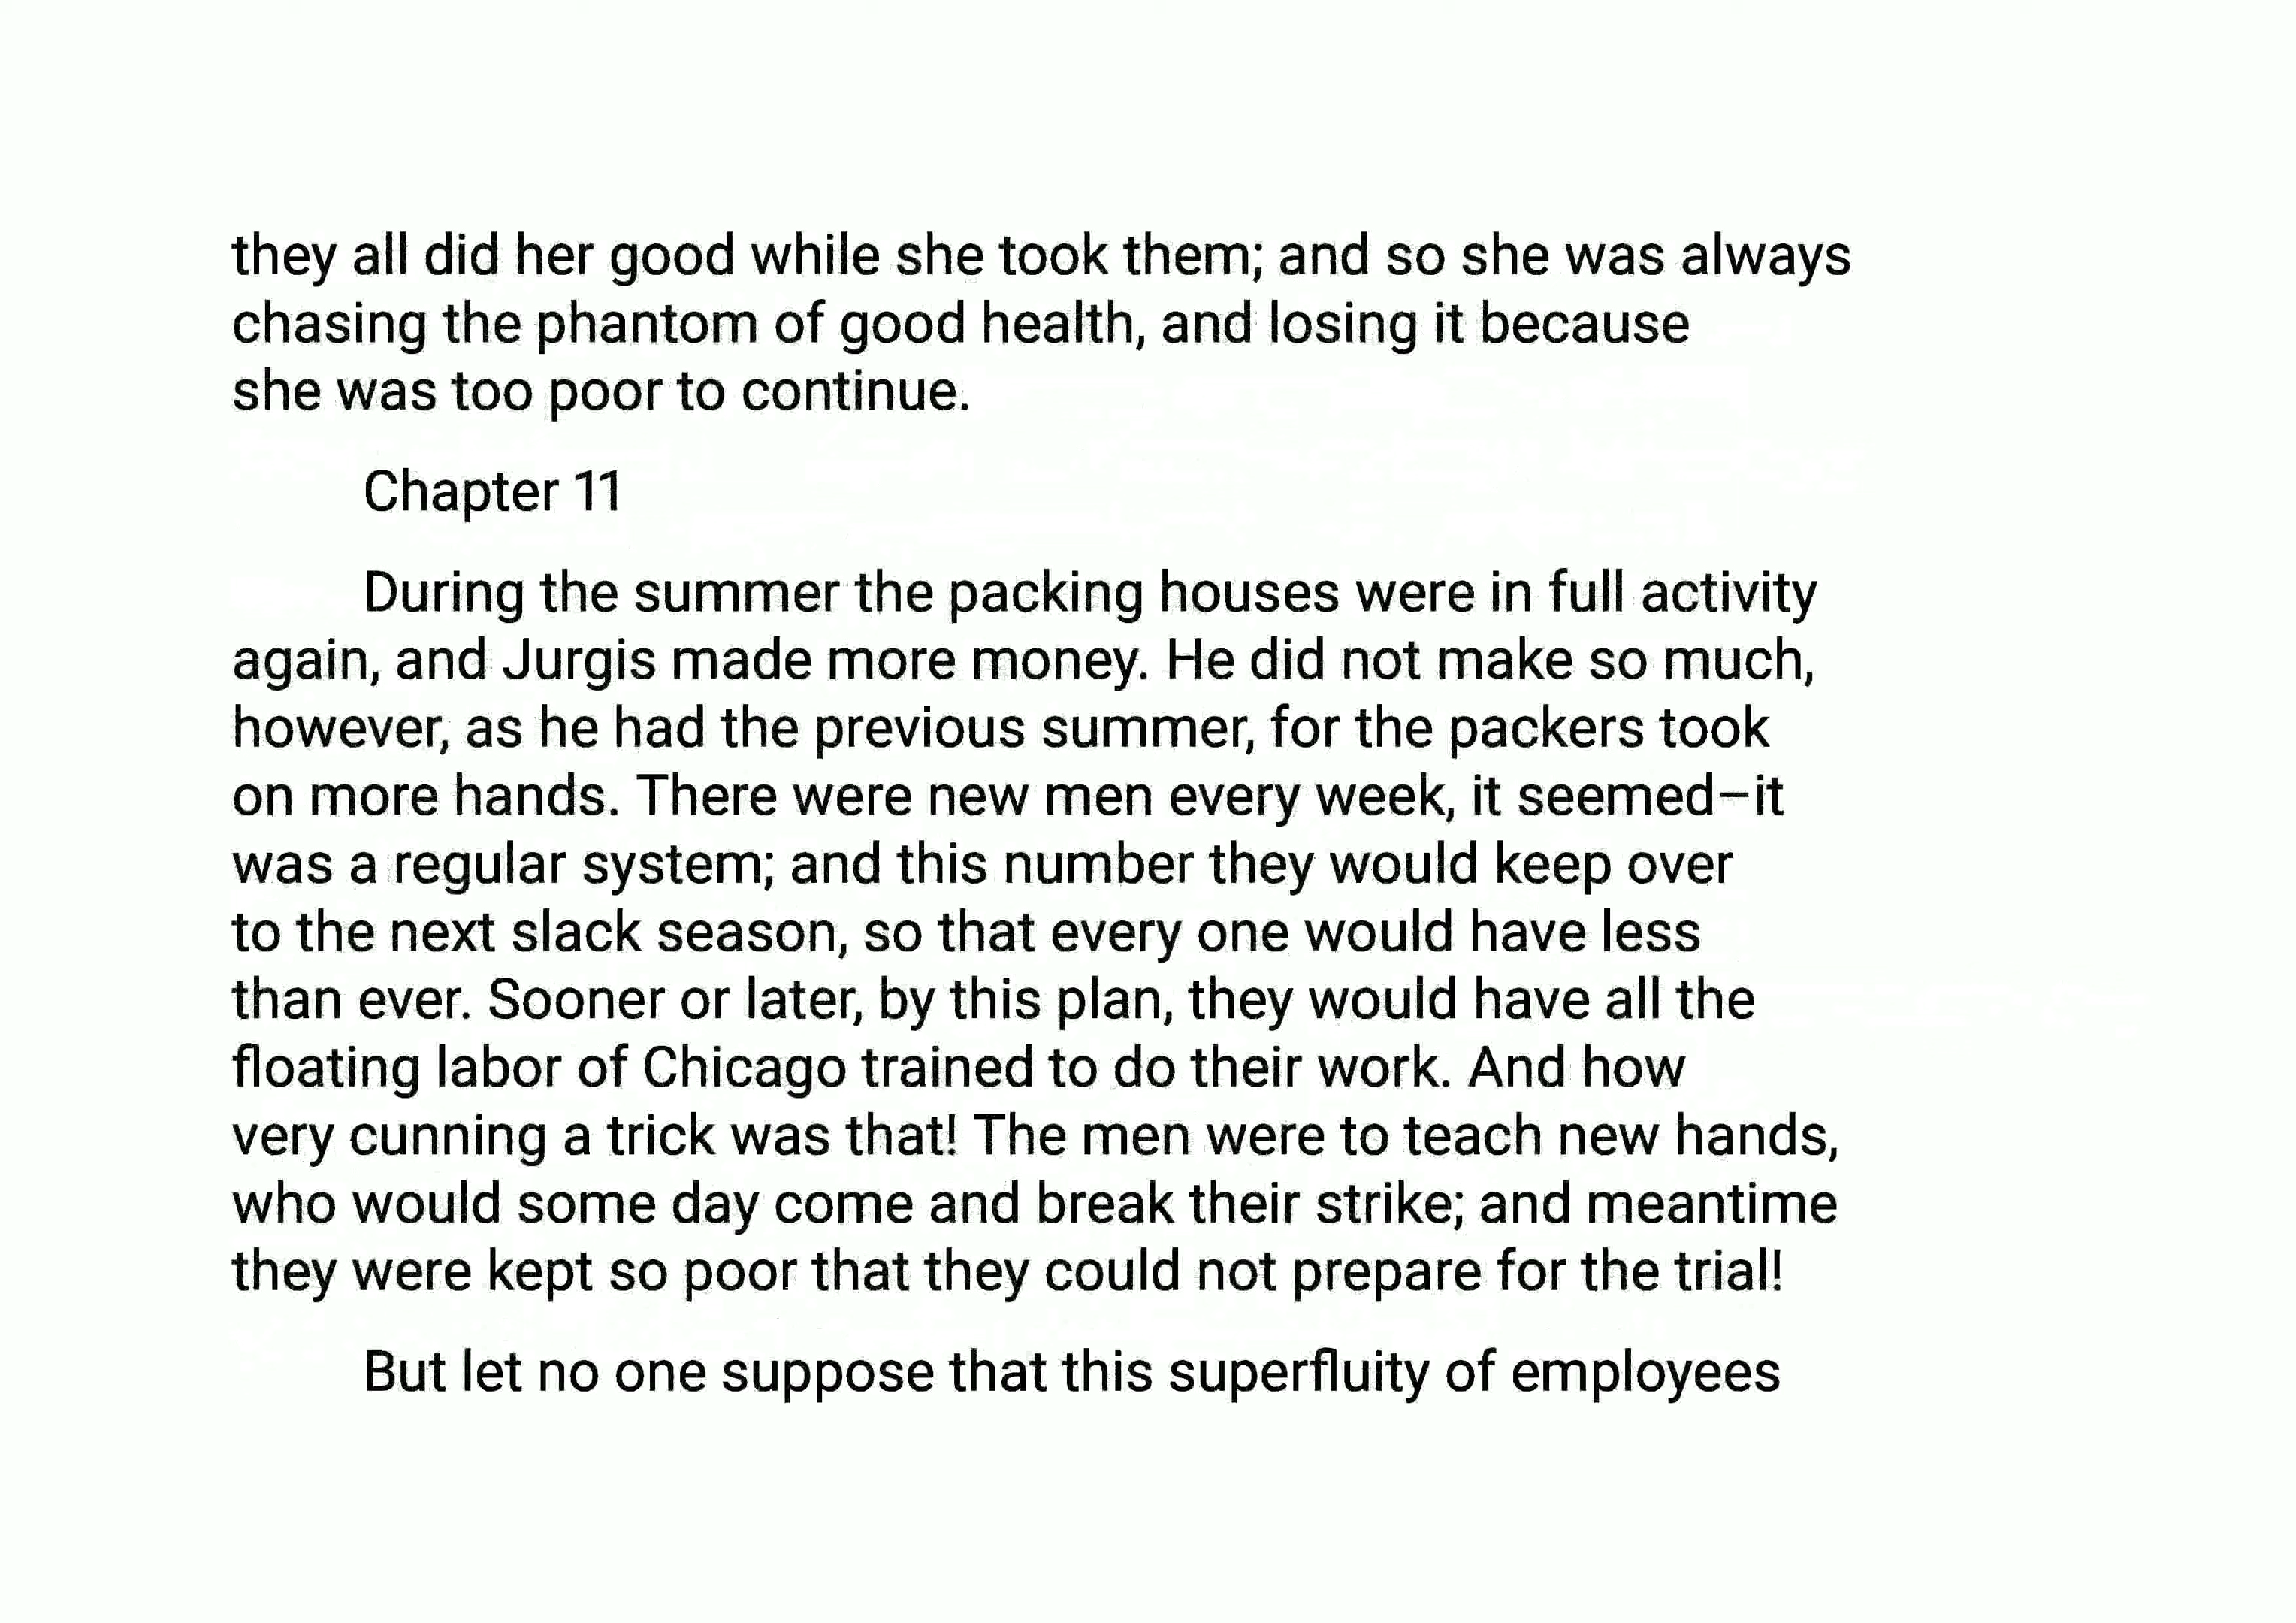 they all did her good while she took them; and so she was always
chasing the phantom of good health, and losing it because
she was too poor to continue.
Chapter 11
During the summer the packing houses were in full activity
again, and Jurgis made more money. He did not make so much,
however, as he had the previous summer, for the packers took
on more hands. There were new men every week, it seemed—it
was a regular system; and this number they would keep over
to the next slack season, so that every one would have less
than ever. Sooner or later, by this plan, they would have all the
floating labor of Chicago trained to do their work. And how
very cunning a trick was that! The men were to teach new hands,
who would some day come and break their strike; and meantime
they were kept so poor that they could not prepare for the trial!
But let no one suppose that this superfluity of employees